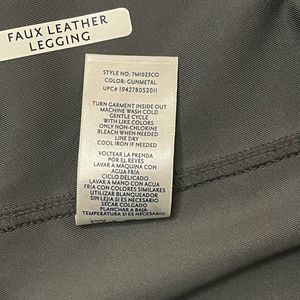 FAUX LEATHER
LEGGING
STYLE NO: 7M1023CO
COLOR: GUNMETAL
UPC# 194278052011
TURN GARMENT INSIDE OUT
MACHINE WASH COLD
GENTLE CYCLE
WITH LIKE COLORS
ONLY NON-CHLORINE
BLEACH WHEN NEEDED
LINE DRY
COOL IRON IF NEEDED
VOLTEAR LA PRENDA
POR EL REVES
LAVAR A MAQUINA CON
AGUA FRIA
CICLO DELICADO
LAVAR A MANO CON AGUA
FRIA CON COLORES SIMILARES
UTILIZAR BLANQUEADOR
SIN LEJIA SI ES NECESARIO
SECAR COLGADO
PLANCHAR A BAJA
TEMPERATURA SI ES NECESARIO